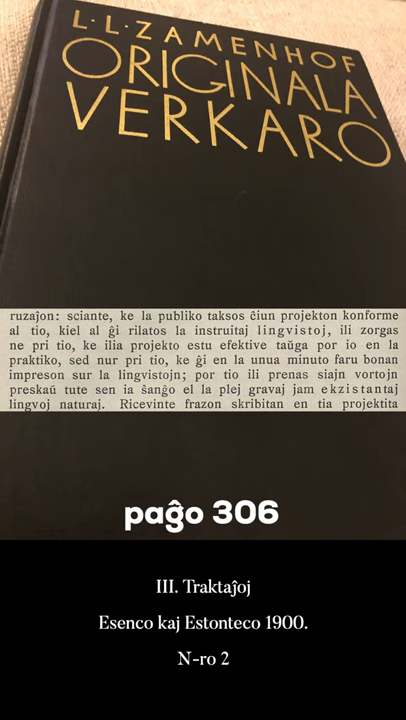 L·L·ZAMENHOF
ORIGINALA
VERKARO
ruzaĵon: sciante, ke la publiko taksos ĉiun projekton konforme
al tio, kiel al ĝi rilatos la instruitaj lingvistoj, ili zorgas
ne pri tio, ke ilia projekto estu efektive taŭga por io en la
praktiko, sed nur pri tio, ke ĝi en la unua minuto faru bonan
impreson sur la lingvistojn; por tio ili prenas siajn vortojn
preskaŭ tute sen ia ŝanĝo el la plej gravaj jam ekzistantaj
lingvoj naturaj. Ricevinte frazon skribitan en tia projektita
paĝo 306
III. Traktaĵoj
Esenco kaj Estonteco 1900.
N-ro 2